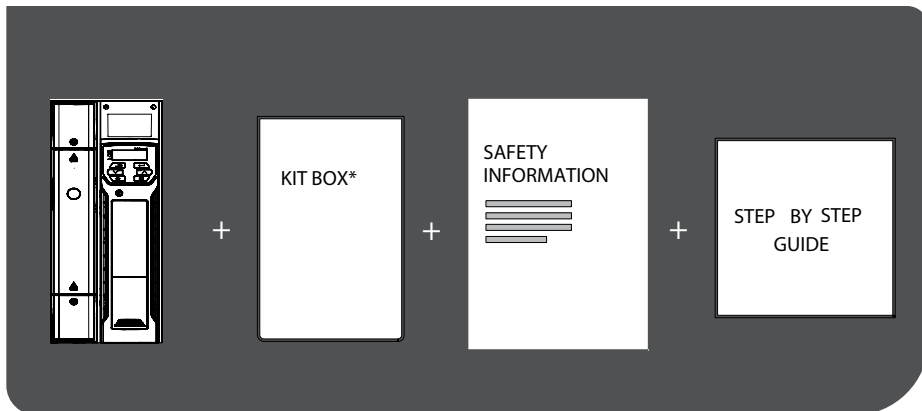 KIT BOX*
SAFETY
INFORMATION
STEP BY STEP
GUIDE